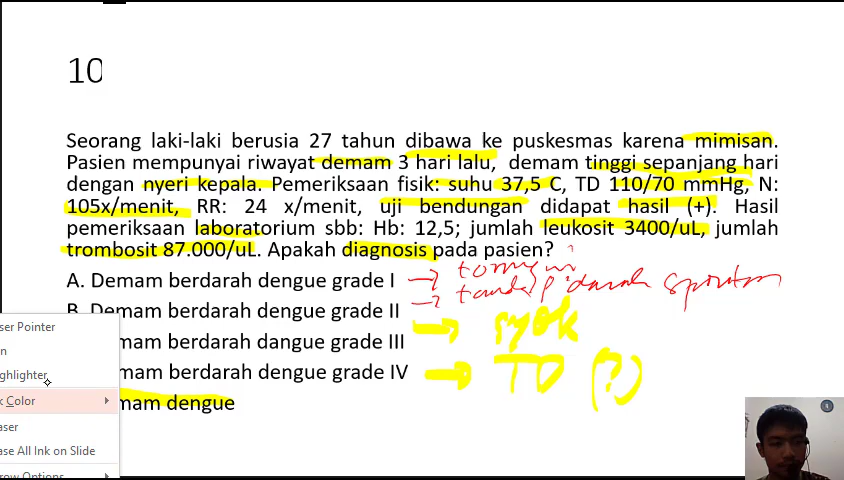 10
Seorang laki-laki berusia 27 tahun dibawa ke puskesmas karena mimisan.
Pasien mempunyai riwayat demam 3 hari lalu, demam tinggi sepanjang hari
dengan nyeri kepala. Pemeriksaan fisik: suhu 37,5 C, TD 110/70 mmHg, N:
105x/menit, RR: 24 x/menit, uji bendungan didapat hasil (+). Hasil
pemeriksaan laboratorium sbb: Hb: 12,5; jumlah leukosit 3400/uL, jumlah
trombosit 87.000/uL. Apakah diagnosis pada pasien?
A. Demam berdarah dengue grade I
B. Demam berdarah dengue grade II
mam berdarah dangue grade III
mam berdarah dengue grade IV
mam dengue
p. darah spontan
syok
TD (?)
ser Pointer
n
ghlighter
k Color
aser
ase All Ink on Slide
rrow Options